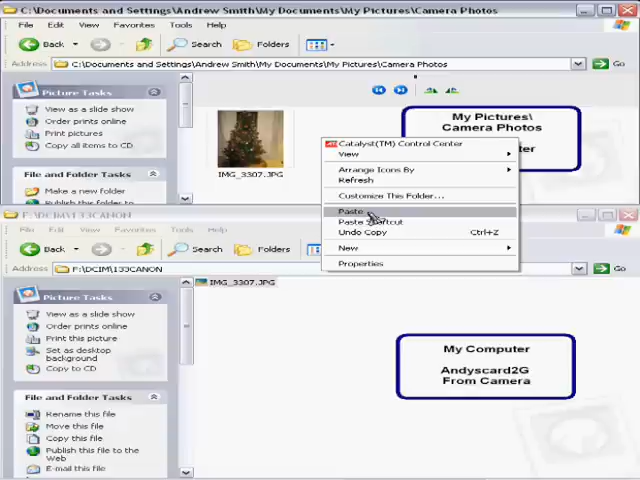 C:\Documents and Settings\Andrew Smith\My Documents\My Pictures\Camera Photos
File Edit View Favorites Tools Help
Back Search Folders
Address C:\Documents and Settings\Andrew Smith\My Documents\My Pictures\Camera Photos Go
Picture Tasks
View as a slide show
Order prints online
Print pictures
Copy all items to CD
File and Folder Tasks
Make a new folder
IMG_3307.JPG
My Pictures\
Camera Photos
Catalyst(TM) Control Center
View
Arrange Icons By
Refresh
Customize This Folder...
Paste
Paste Shortcut
Undo Copy Ctrl+Z
New
Properties
F:\DCIM\133CANON
File Edit View Favorites Tools Help
Back Search Folders
Address F:\DCIM\133CANON Go
Picture Tasks
View as a slide show
Order prints online
Print this picture
Set as desktop
background
Copy to CD
File and Folder Tasks
Rename this file
Move this file
Copy this file
Publish this file to the
Web
E-mail this file
IMG_3307.JPG
My Computer
Andyscard2G
From Camera